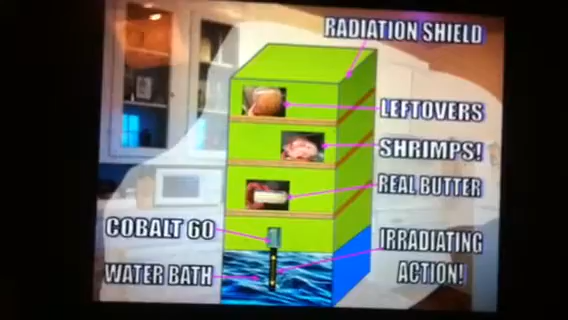 RADIATION SHIELD
LEFTOVERS
SHRIMPS!
REAL BUTTER
COBALT 60
IRRADIATING
ACTION!
WATER BATH